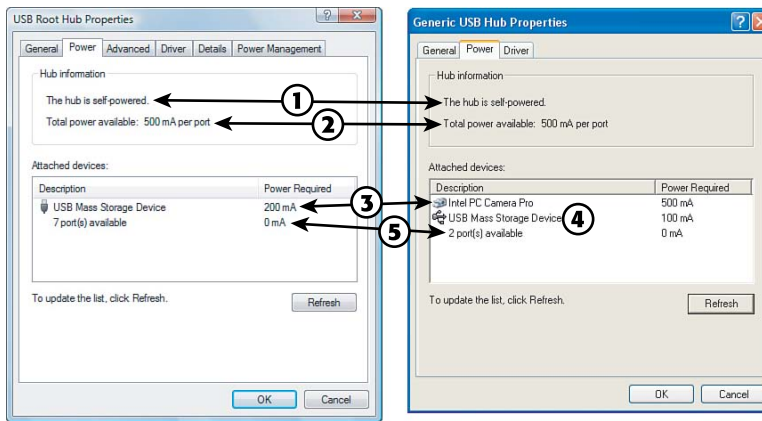 USB Root Hub Properties
General Power Advanced Driver Details Power Management
Hub information
The hub is self-powered.
Total power available: 500 mA per port
Attached devices:
Description Power Required
USB Mass Storage Device 200 mA
7 port(s) available 0 mA
To update the list, click Refresh.
Refresh
OK Cancel
1
2
3
4
5
Generic USB Hub Properties
General Power Driver
Hub information
The hub is self-powered.
Total power available: 500 mA per port
Attached devices:
Description Power Required
Intel PC Camera Pro 500 mA
USB Mass Storage Device 100 mA
2 port(s) available 0 mA
To update the list, click Refresh.
Refresh
OK Cancel